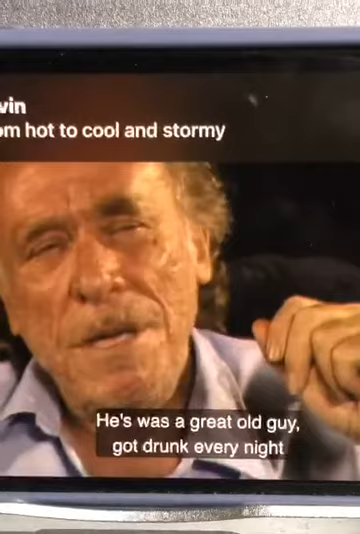 vin
om hot to cool and stormy
He's was a great old guy,
got drunk every night